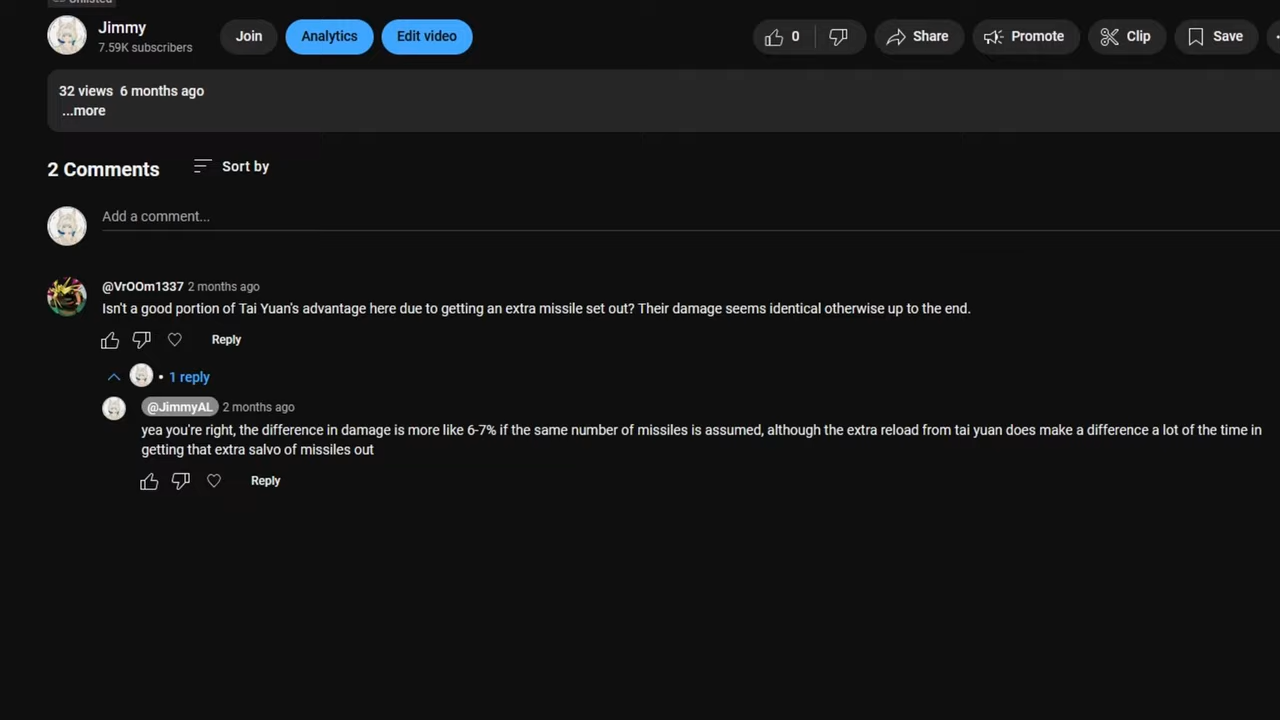 Unlisted
Jimmy
7.59K subscribers
Join
Analytics
Edit video
0
Share
Promote
Clip
Save
32 views 6 months ago
...more
2 Comments
Sort by
Add a comment...
@VrOOm1337 2 months ago
Isn't a good portion of Tai Yuan's advantage here due to getting an extra missile set out? Their damage seems identical otherwise up to the end.
Reply
• 1 reply
@JimmyAL 2 months ago
yea you're right, the difference in damage is more like 6-7% if the same number of missiles is assumed, although the extra reload from tai yuan does make a difference a lot of the time in
getting that extra salvo of missiles out
Reply